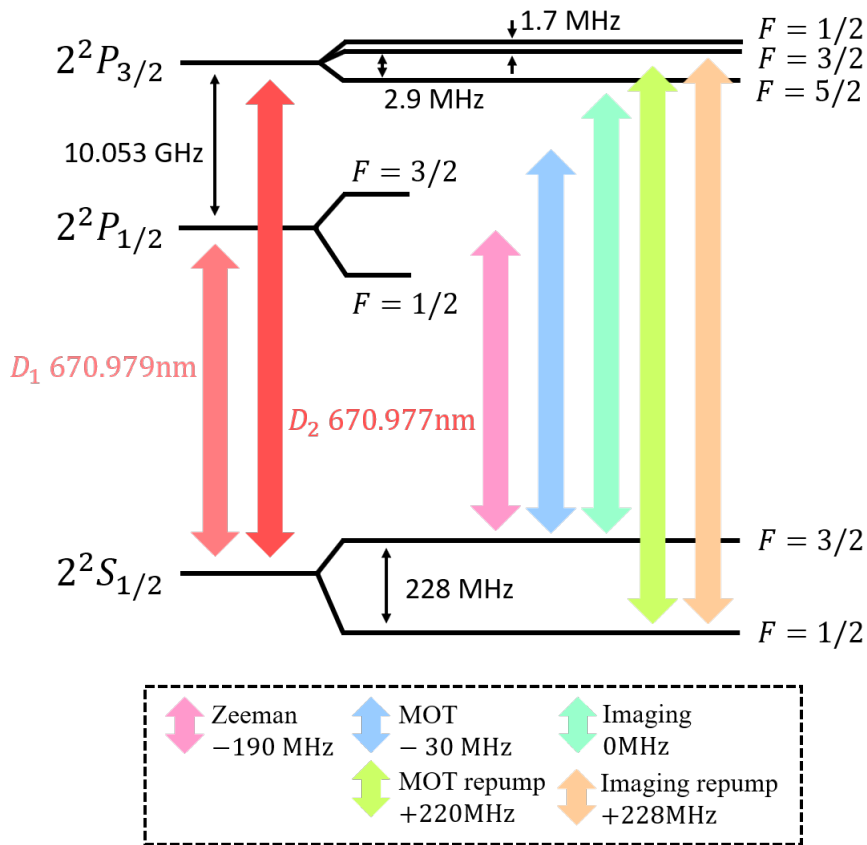 1.7 MHz
F = 1/2
2²P₃/₂
F = 3/2
2.9 MHz
F = 5/2
10.053 GHz
F = 3/2
2²P₁/₂
F = 1/2
D₁ 670.979nm
D₂ 670.977nm
F = 3/2
2²S₁/₂
228 MHz
F = 1/2
Zeeman
−190 MHz
MOT
− 30 MHz
Imaging
0MHz
MOT repump
+220MHz
Imaging repump
+228MHz